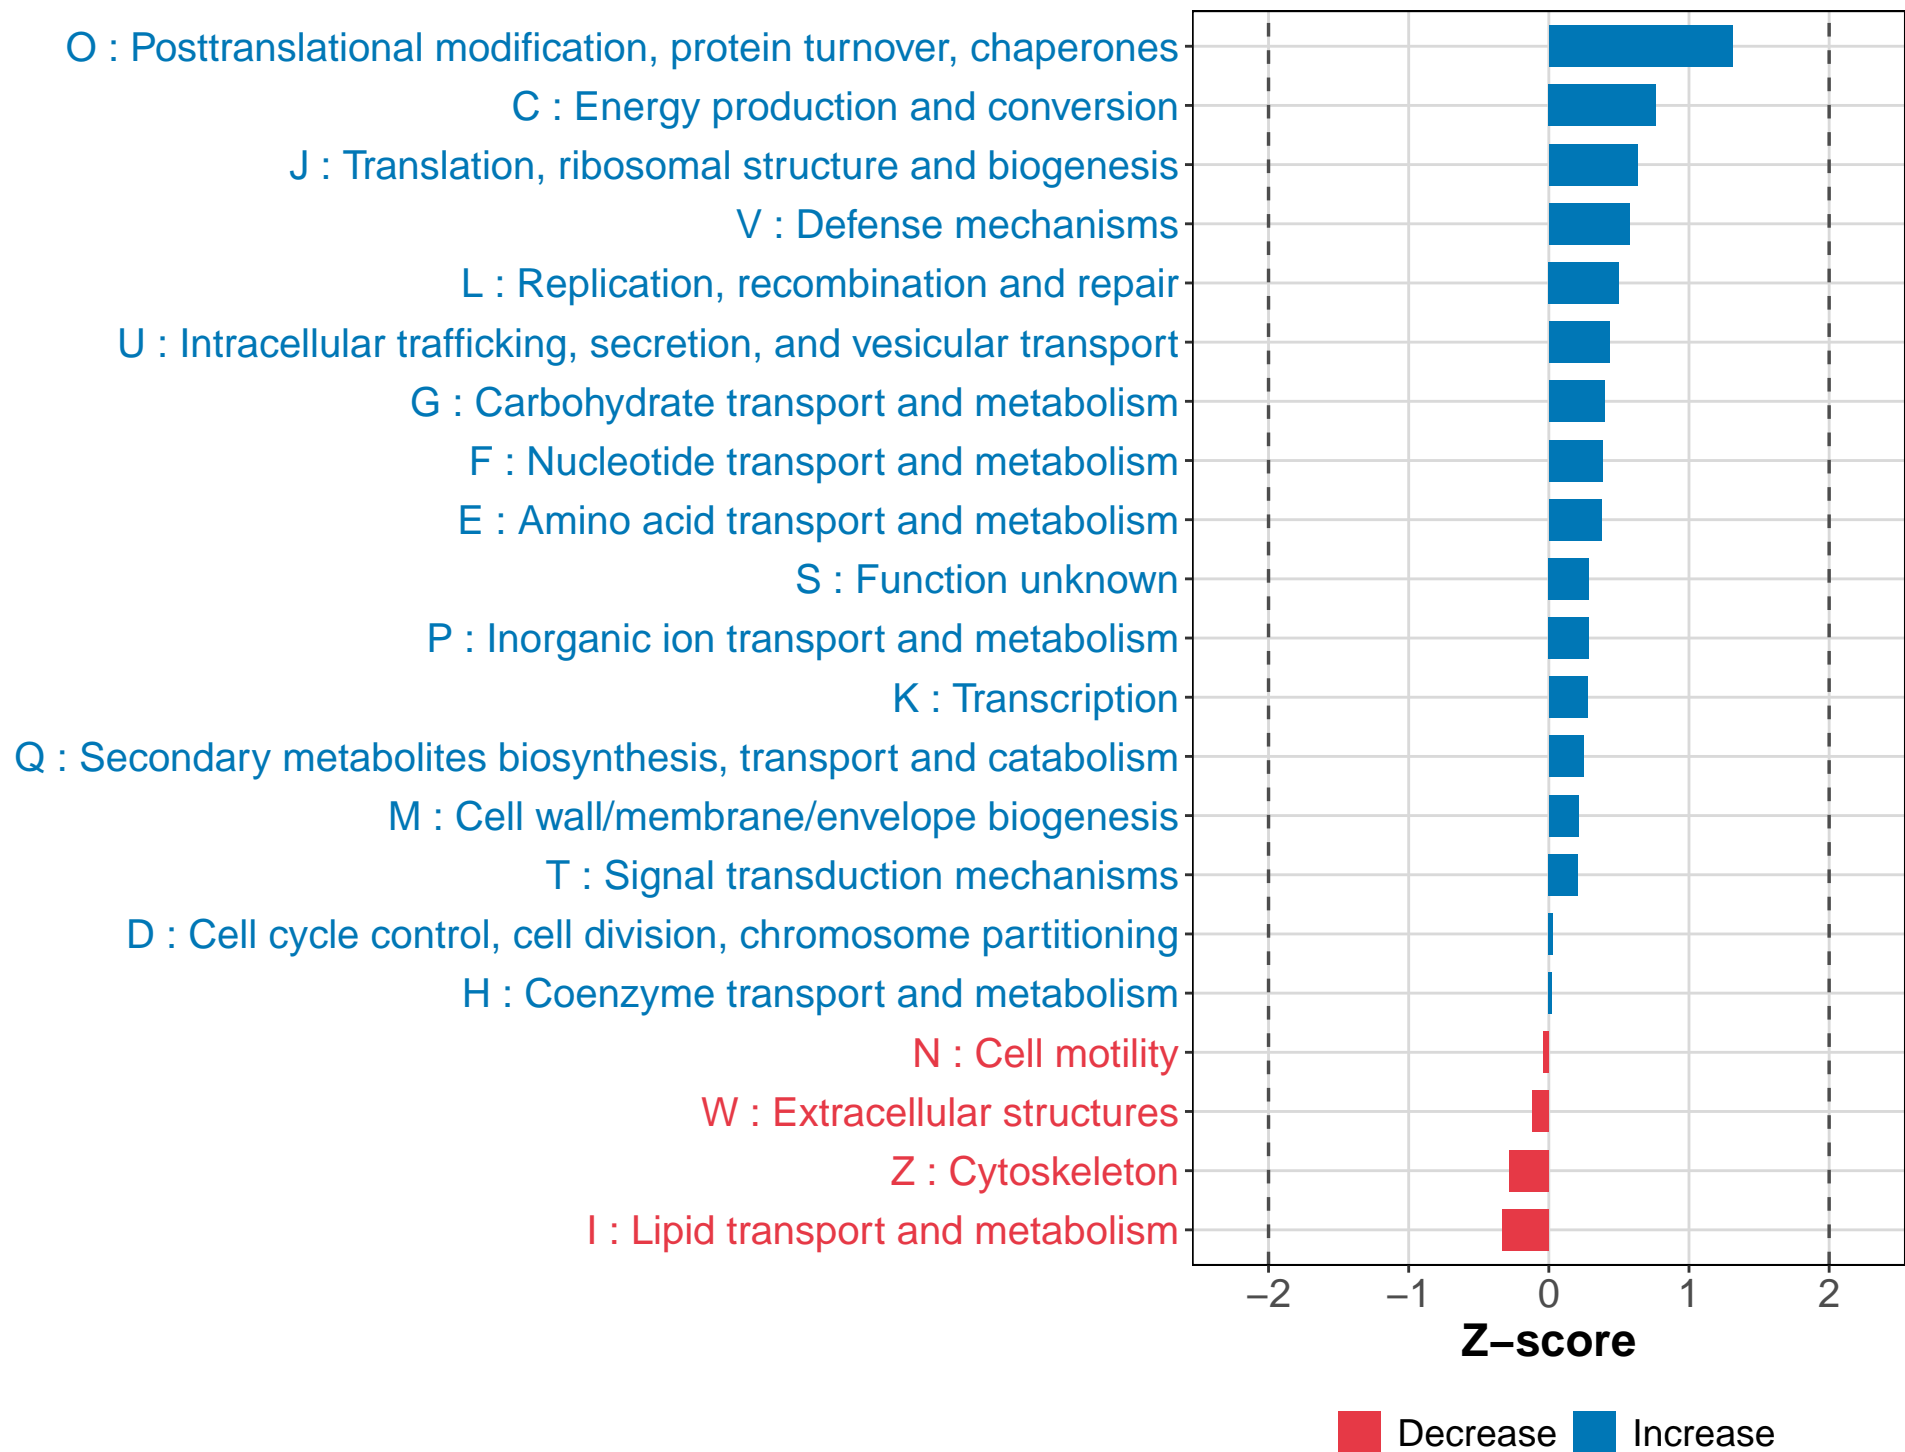 O : Posttranslational modification, protein turnover, chaperones
C : Energy production and conversion
J : Translation, ribosomal structure and biogenesis
V : Defense mechanisms
L : Replication, recombination and repair
U : Intracellular trafficking, secretion, and vesicular transport
G : Carbohydrate transport and metabolism
F : Nucleotide transport and metabolism
E : Amino acid transport and metabolism
S : Function unknown
P : Inorganic ion transport and metabolism
K : Transcription
Q : Secondary metabolites biosynthesis, transport and catabolism
M : Cell wall/membrane/envelope biogenesis
T : Signal transduction mechanisms
D : Cell cycle control, cell division, chromosome partitioning
H : Coenzyme transport and metabolism
N : Cell motility
W : Extracellular structures
Z : Cytoskeleton
I : Lipid transport and metabolism
−2 −1 0 1 2
Z−score
Decrease Increase